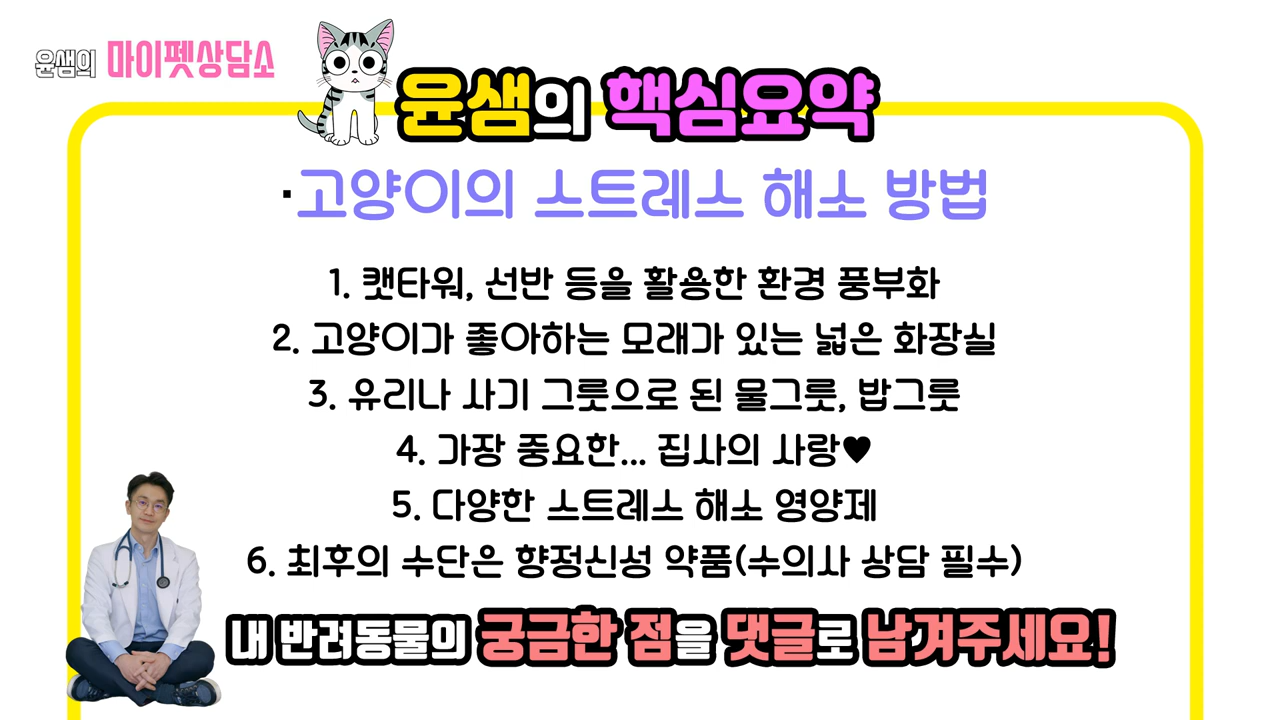 윤샘의 마이펫상담소
윤샘의 핵심요약
·고양이의 스트레스 해소 방법
1. 캣타워, 선반 등을 활용한 환경 풍부화
2. 고양이가 좋아하는 모래가 있는 넓은 화장실
3. 유리나 사기 그릇으로 된 물그릇, 밥그릇
4. 가장 중요한... 집사의 사랑♥
5. 다양한 스트레스 해소 영양제
6. 최후의 수단은 향정신성 약품(수의사 상담 필수)
내 반려동물의 궁금한 점을 댓글로 남겨주세요!